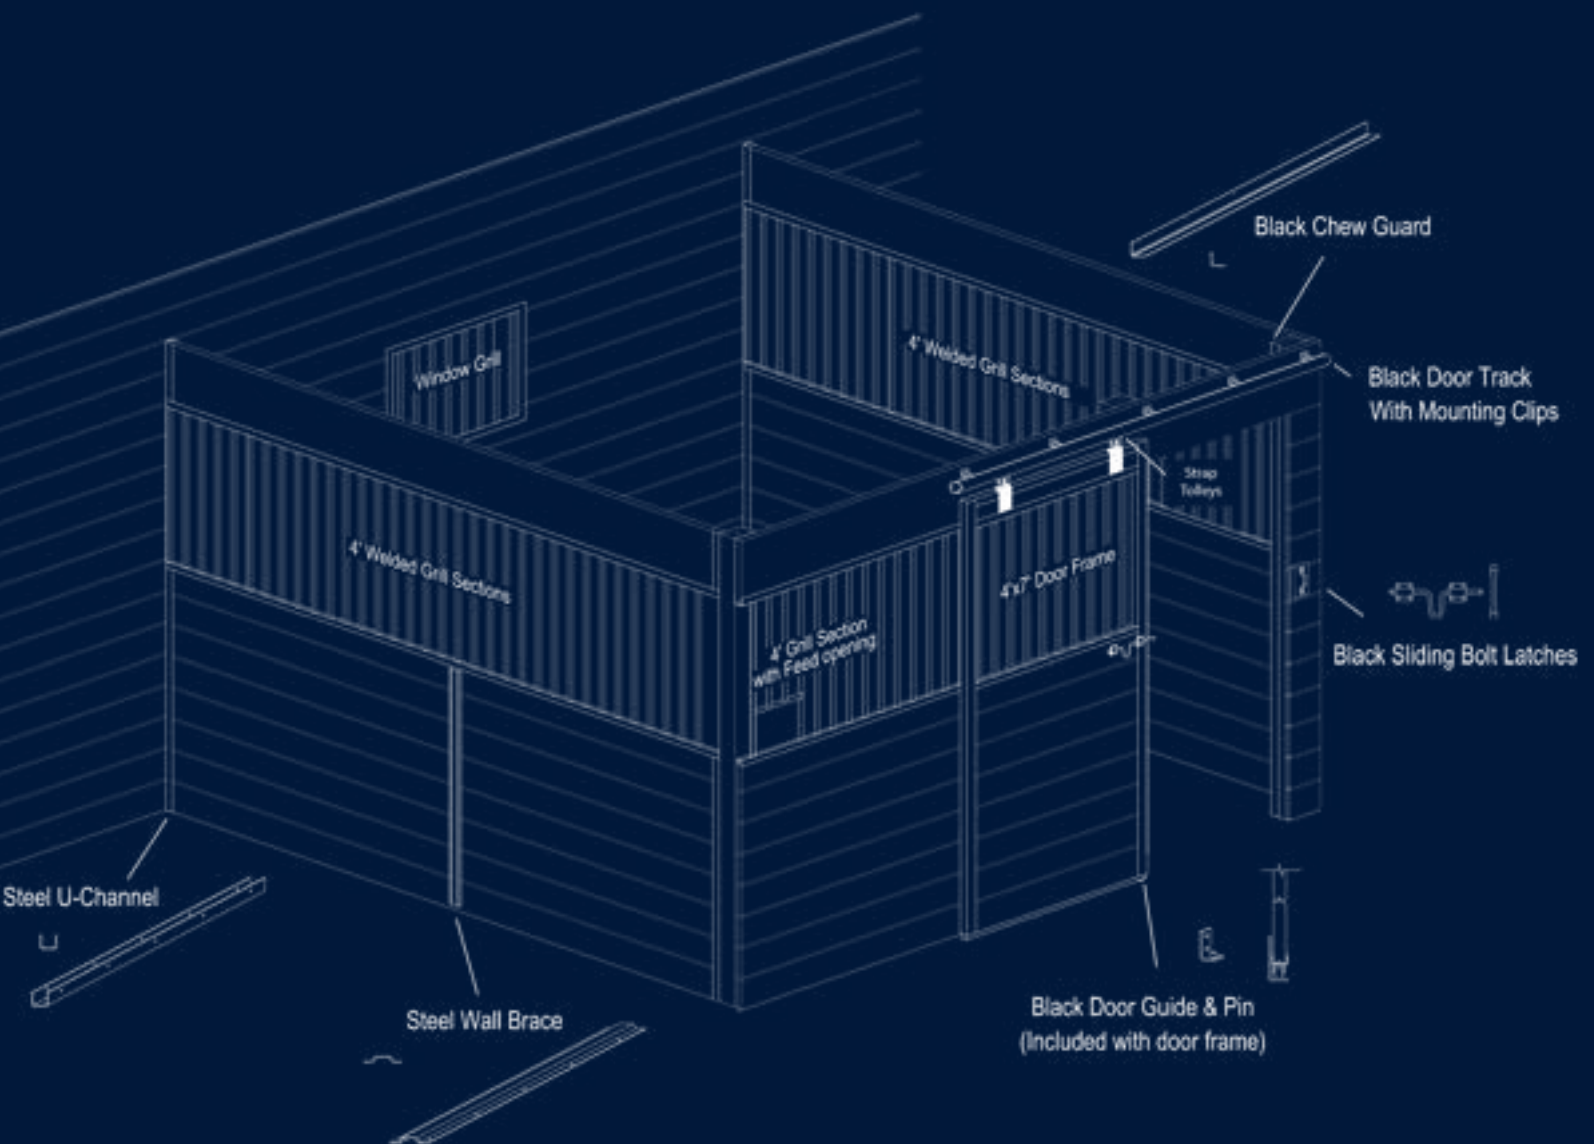 Black Chew Guard
Window Grill
4' Welded Grill Sections
Black Door Track
With Mounting Clips
Strap
Tolleys
4' Welded Grill Sections
4'x7' Door Frame
4' Grill Section
with Feed opening
Black Sliding Bolt Latches
Steel U-Channel
Steel Wall Brace
Black Door Guide & Pin
(Included with door frame)